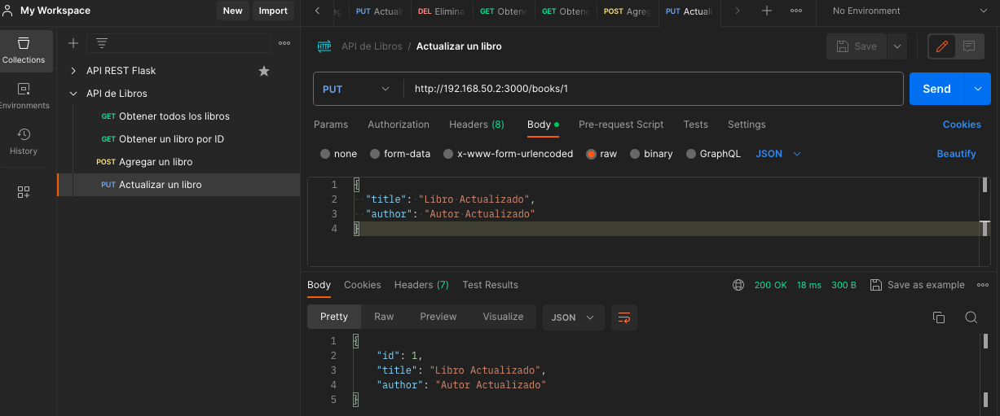 My Workspace New Import
PUT Actuali DEL Elimina GET Obtene GET Obten POST Agreg PUT Actuali No Environment
Collections
Environments
History
API REST Flask
API de Libros
GET Obtener todos los libros
GET Obtener un libro por ID
POST Agregar un libro
PUT Actualizar un libro
HTTP API de Libros / Actualizar un libro Save
PUT http://192.168.50.2:3000/books/1 Send
Params Authorization Headers (8) Body Pre-request Script Tests Settings Cookies
none form-data x-www-form-urlencoded raw binary GraphQL JSON Beautify
1 {
2 "title": "Libro Actualizado",
3 "author": "Autor Actualizado"
4 }
Body Cookies Headers (7) Test Results 200 OK 18 ms 300 B Save as example
Pretty Raw Preview Visualize JSON
1 {
2 "id": 1,
3 "title": "Libro Actualizado",
4 "author": "Autor Actualizado"
5 }